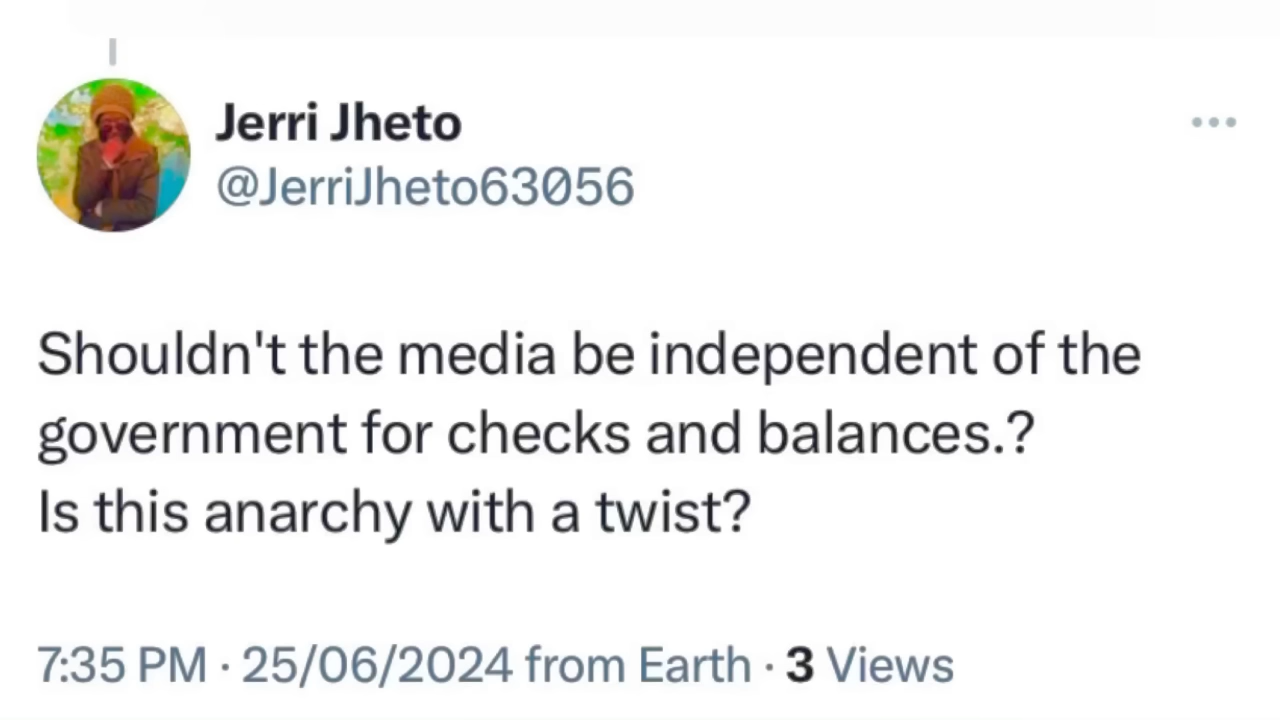 Jerri Jheto
@JerriJheto63056
Shouldn't the media be independent of the
government for checks and balances.?
Is this anarchy with a twist?
7:35 PM · 25/06/2024 from Earth · 3 Views